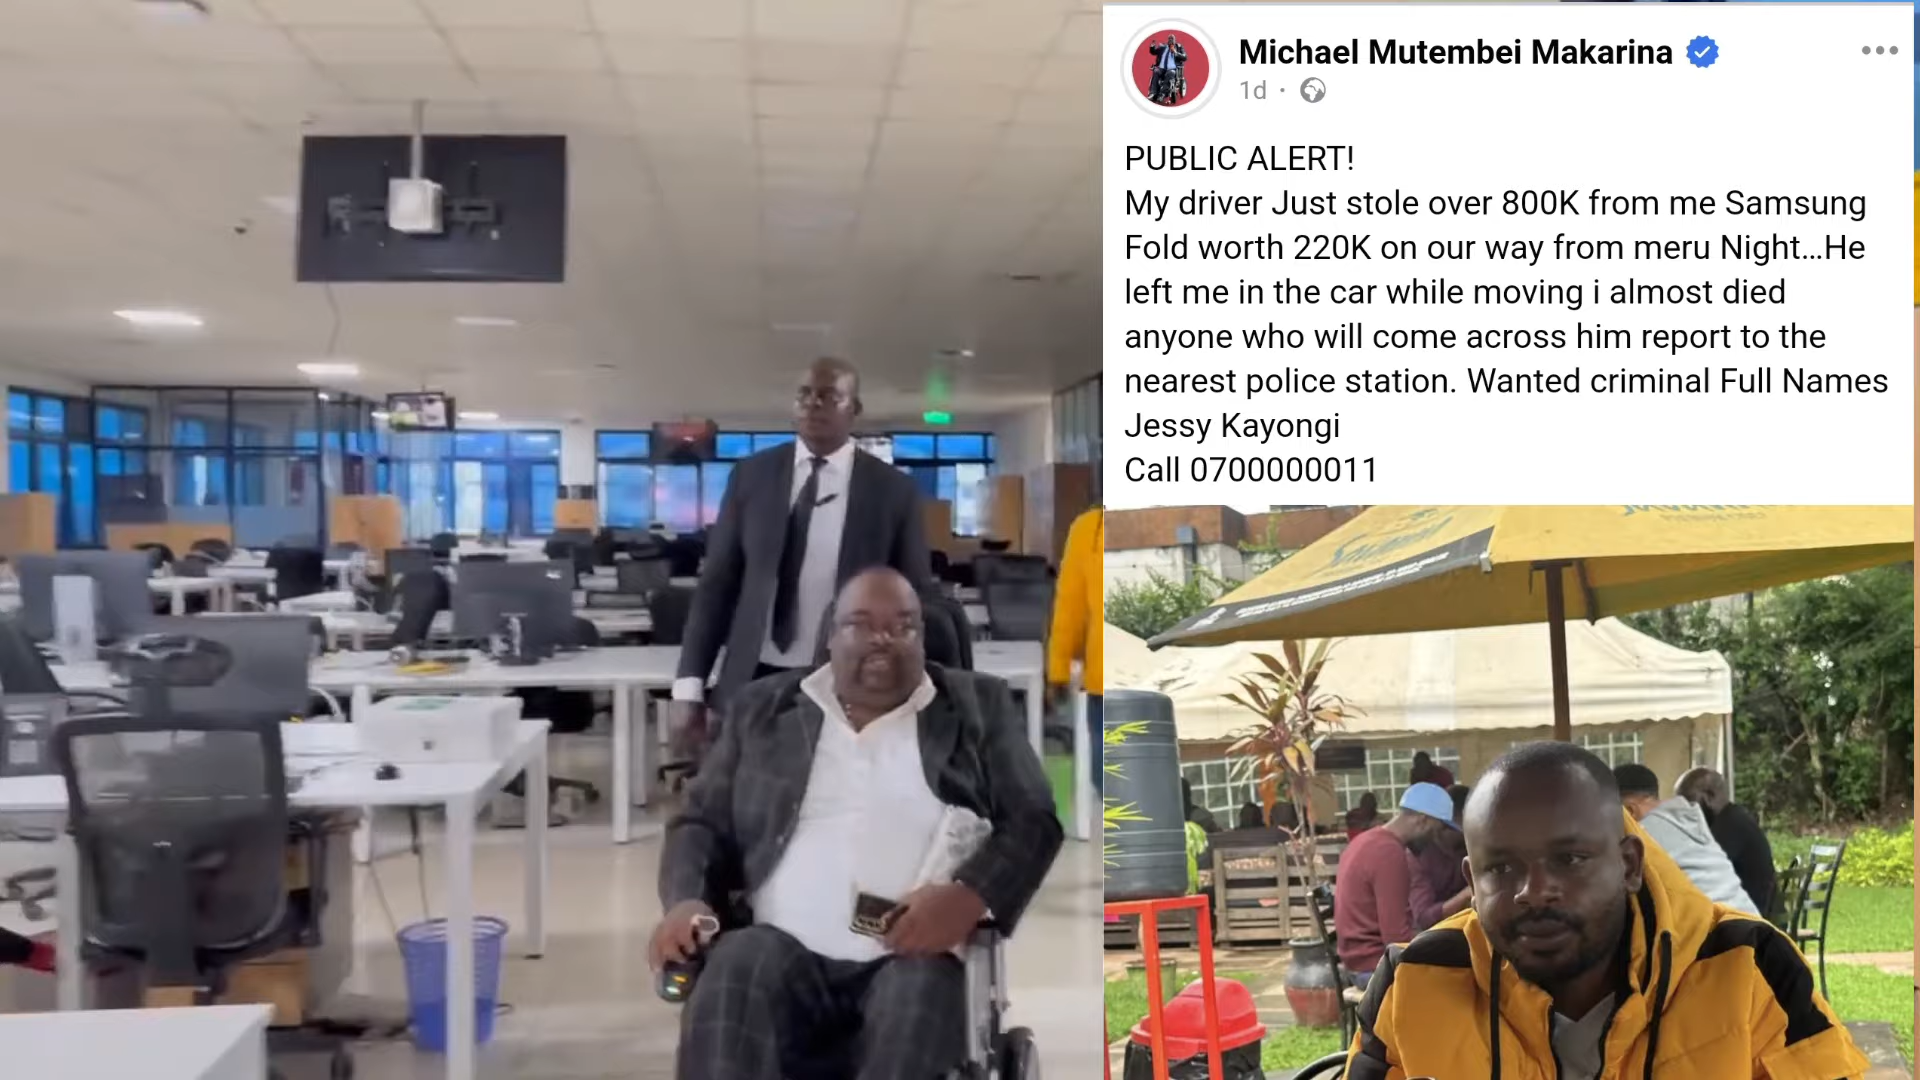 Michael Mutembei Makarina
1d
PUBLIC ALERT!
My driver Just stole over 800K from me Samsung
Fold worth 220K on our way from meru Night...He
left me in the car while moving i almost died
anyone who will come across him report to the
nearest police station. Wanted criminal Full Names
Jessy Kayongi
Call 0700000011